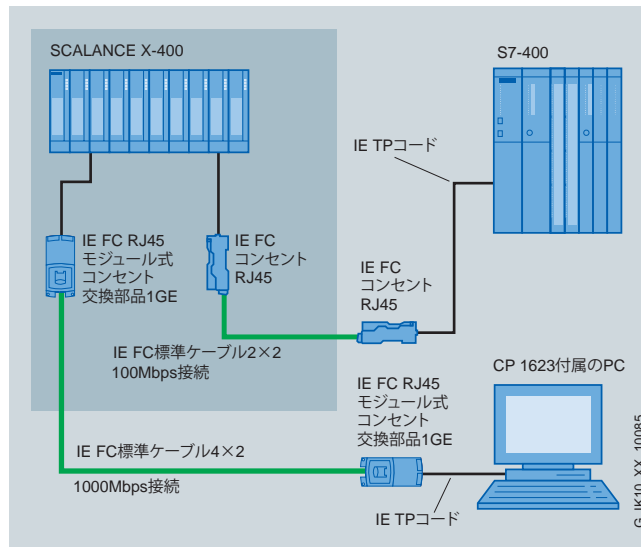 SCALANCE X-400
S7-400
IE TPコード
IE FC RJ45
モジュール式
コンセント
交換部品1GE
IE FC
コンセント
RJ45
IE FC
コンセント
RJ45
IE FC標準ケーブル2×2
100Mbps接続
CP 1623付属のPC
IE FC RJ45
モジュール式
コンセント
交換部品1GE
IE FC標準ケーブル4×2
1000Mbps接続
IE TPコード
G_IK10_XX_10085